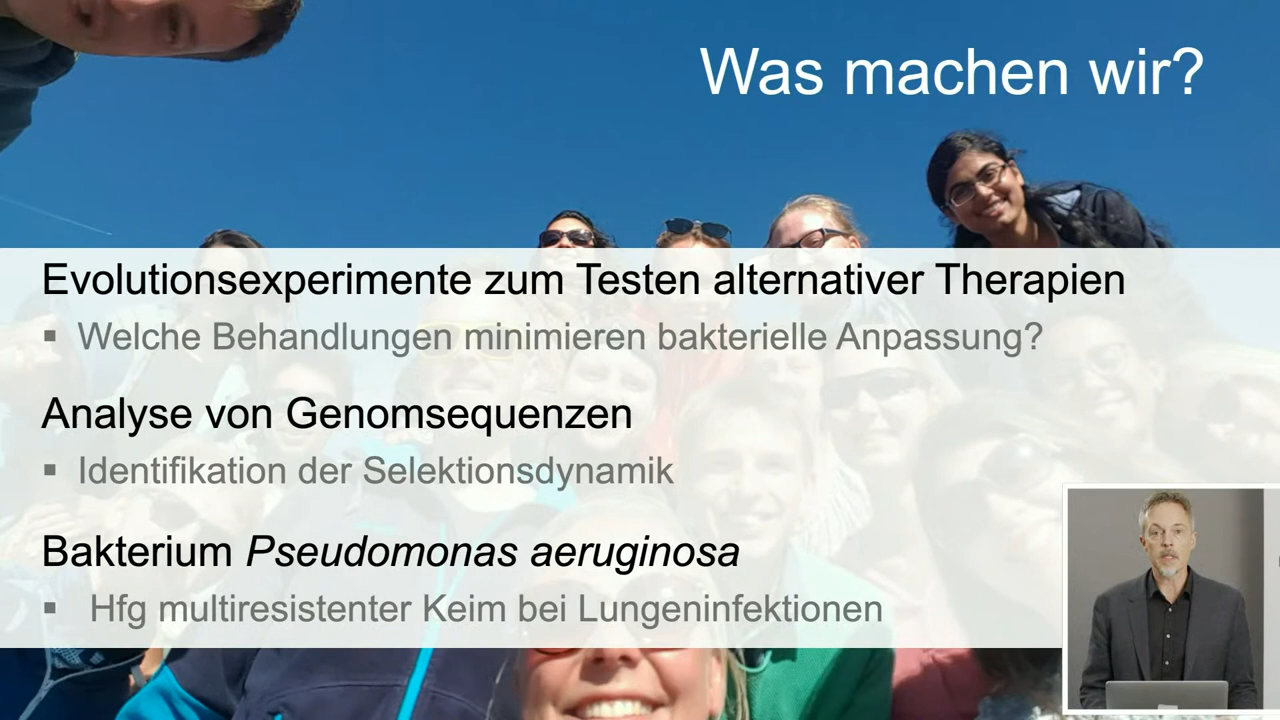 Was machen wir?
Evolutionsexperimente zum Testen alternativer Therapien
▪ Welche Behandlungen minimieren bakterielle Anpassung?
Analyse von Genomsequenzen
▪ Identifikation der Selektionsdynamik
Bakterium Pseudomonas aeruginosa
▪ Hfg multiresistenter Keim bei Lungeninfektionen